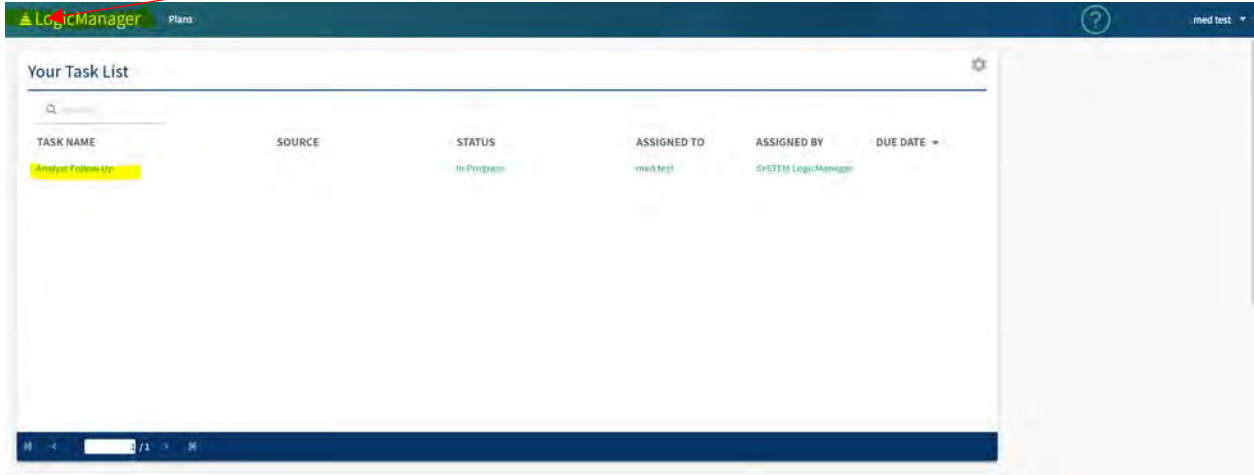 LogicManager Plans ? med test
Your Task List
TASK NAME SOURCE STATUS ASSIGNED TO ASSIGNED BY DUE DATE
Analyst Follow Up In Progress med test SYSTEM LogicManager
1 /1